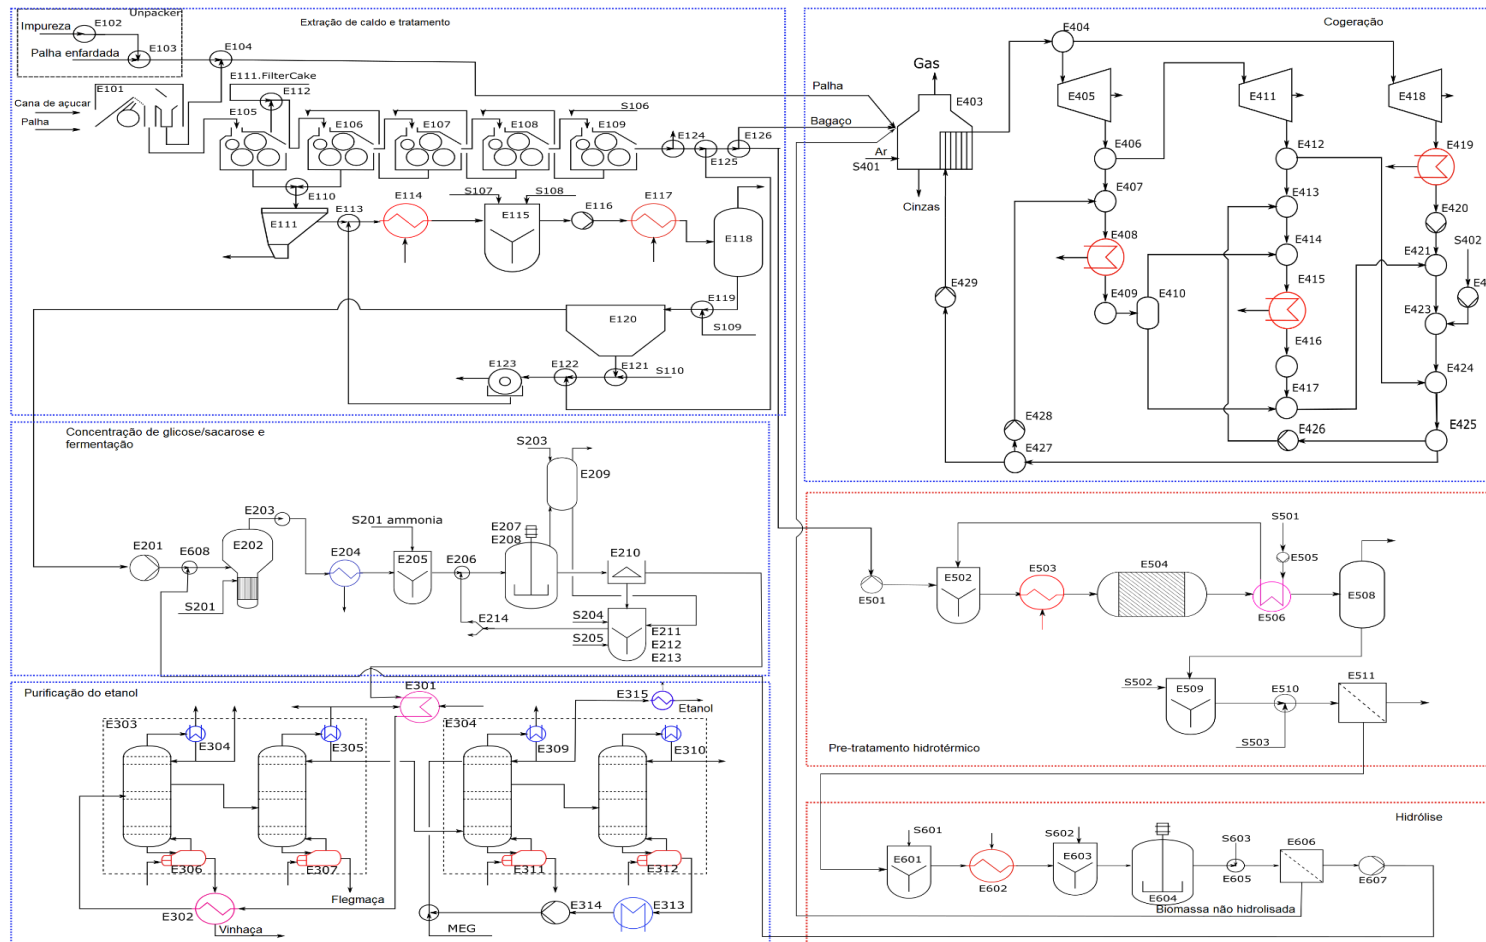 Unpacker
Impureza
E102
Palha enfardada
E103
E104
Extração de caldo e tratamento
E111.FilterCake
E101
E112
Cana de açucar
Palha
E105
E106
E107
E108
E109
S106
E124
E125
E126
E110
E111
E113
E114
S107
S108
E115
E116
E117
E118
E119
S109
E120
E121
S110
E122
E123
Cogeração
Palha
Bagaço
Ar
S401
Gas
E403
Cinzas
E404
E405
E411
E418
E406
E412
E419
E407
E413
E420
E408
E414
E421
S402
E415
E409
E410
E4
E423
E416
E424
E417
E429
E428
E426
E425
E427
Concentração de glicose/sacarose e
fermentação
S203
E209
E203
S201 ammonia
E207
E208
E201
E608
E202
E204
E205
E206
E210
S201
E214
S204
S205
E211
E212
E213
Purificação do etanol
E301
E315
Etanol
E303
E304
E305
E304
E309
E310
E306
E307
E311
E312
Flegmaça
E302
Vinhaça
E314
E313
MEG
S501
E505
E501
E502
E503
E504
E506
E508
S502
E509
E510
E511
S503
Pre-tratamento hidrotérmico
Hidrólise
S601
E601
E602
S602
E603
E604
S603
E605
E606
E607
Biomassa não hidrolisada